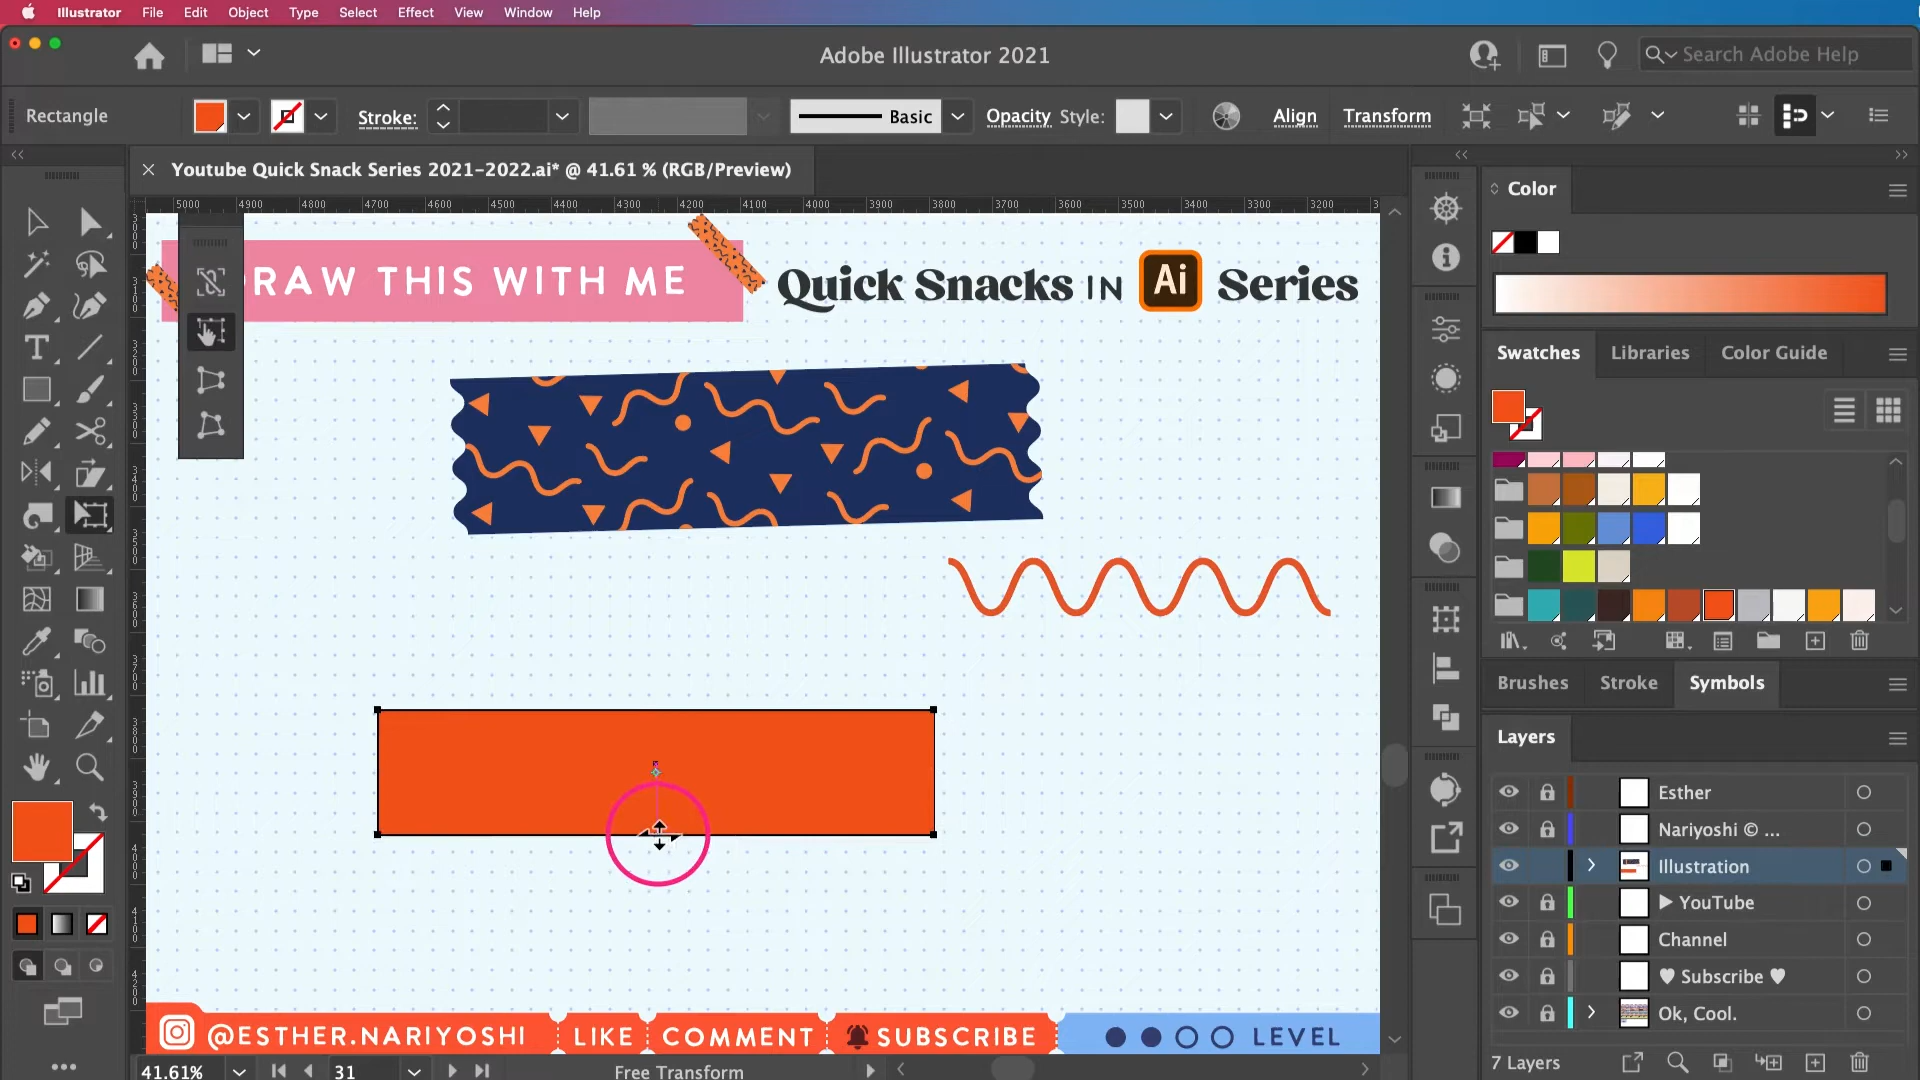 Illustrator File Edit Object Type Select Effect View Window Help
Adobe Illustrator 2021
Search Adobe Help
Rectangle
Stroke:
Basic
Opacity Style:
Align
Transform
Youtube Quick Snack Series 2021-2022.ai* @ 41.61 % (RGB/Preview)
5000 4900 4800 4700 4600 4500 4400 4300 4200 4100 4000 3900 3800 3700 3600 3500 3400 3300 3200
RAW THIS WITH ME
Quick Snacks IN Ai Series
@ESTHER.NARIYOSHI
LIKE
COMMENT
SUBSCRIBE
LEVEL
41.61%
31
Free Transform
Color
Swatches Libraries Color Guide
Brushes Stroke Symbols
Layers
Esther
Nariyoshi © ...
Illustration
▶ YouTube
Channel
♥ Subscribe ♥
Ok, Cool.
7 Layers